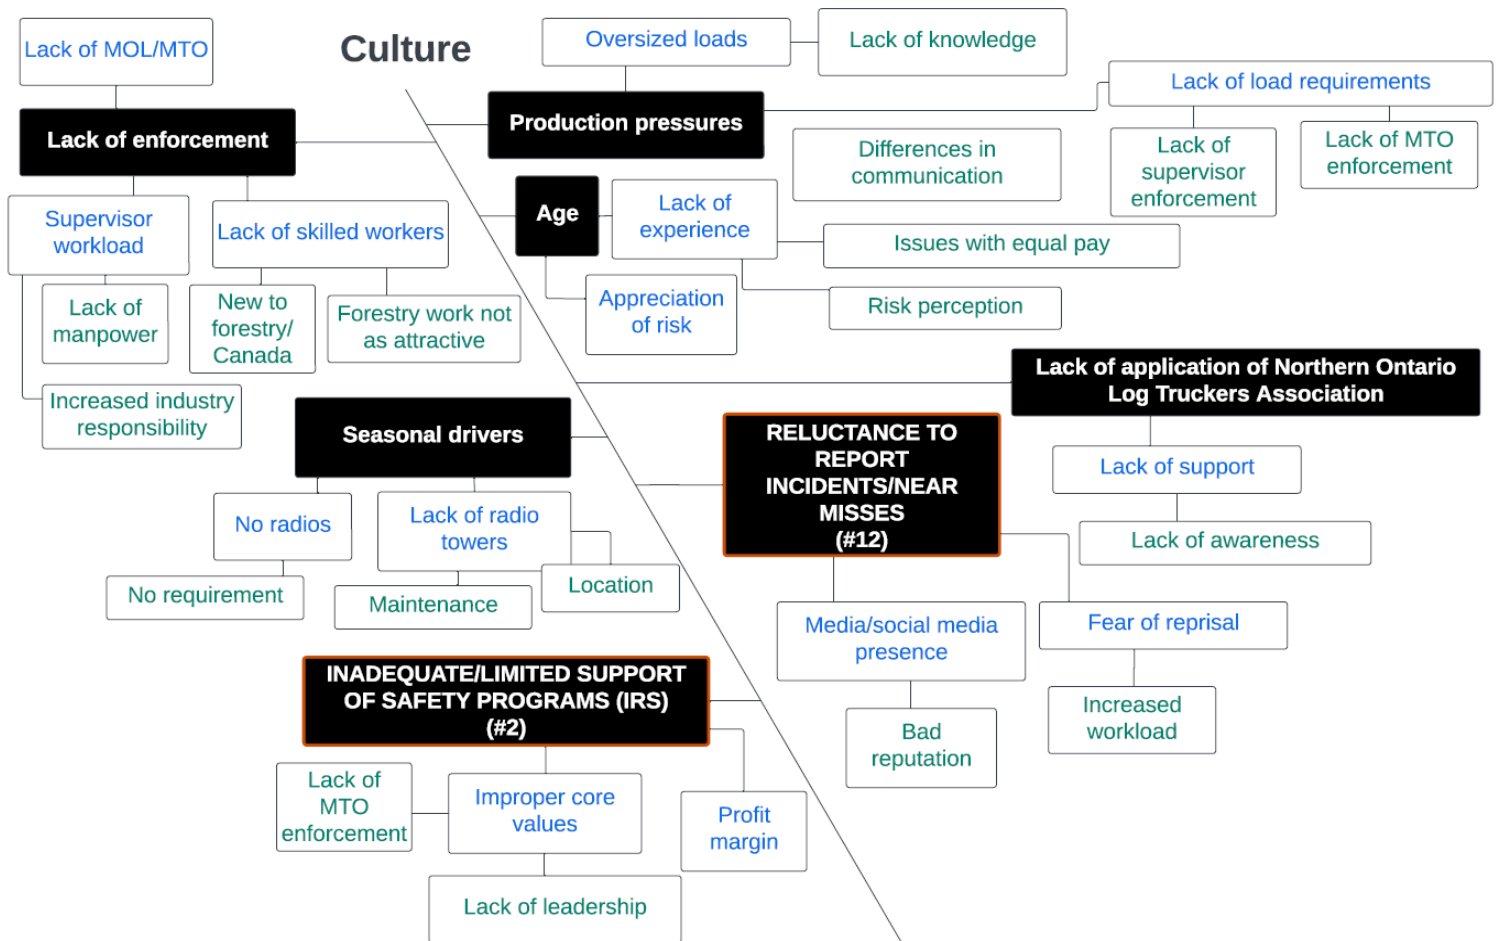 Culture
Lack of MOL/MTO
Lack of enforcement
Supervisor
workload
Lack of skilled workers
Lack of
manpower
New to
forestry/
Canada
Forestry work not
as attractive
Increased industry
responsibility
Oversized loads
Lack of knowledge
Production pressures
Lack of load requirements
Lack of
supervisor
enforcement
Lack of MTO
enforcement
Differences in
communication
Age
Lack of
experience
Issues with equal pay
Appreciation
of risk
Risk perception
Lack of application of Northern Ontario
Log Truckers Association
Lack of support
Lack of awareness
Seasonal drivers
No radios
Lack of radio
towers
No requirement
Maintenance
Location
RELUCTANCE TO
REPORT
INCIDENTS/NEAR
MISSES
(#12)
Media/social media
presence
Fear of reprisal
Bad
reputation
Increased
workload
INADEQUATE/LIMITED SUPPORT
OF SAFETY PROGRAMS (IRS)
(#2)
Lack of
MTO
enforcement
Improper core
values
Profit
margin
Lack of leadership